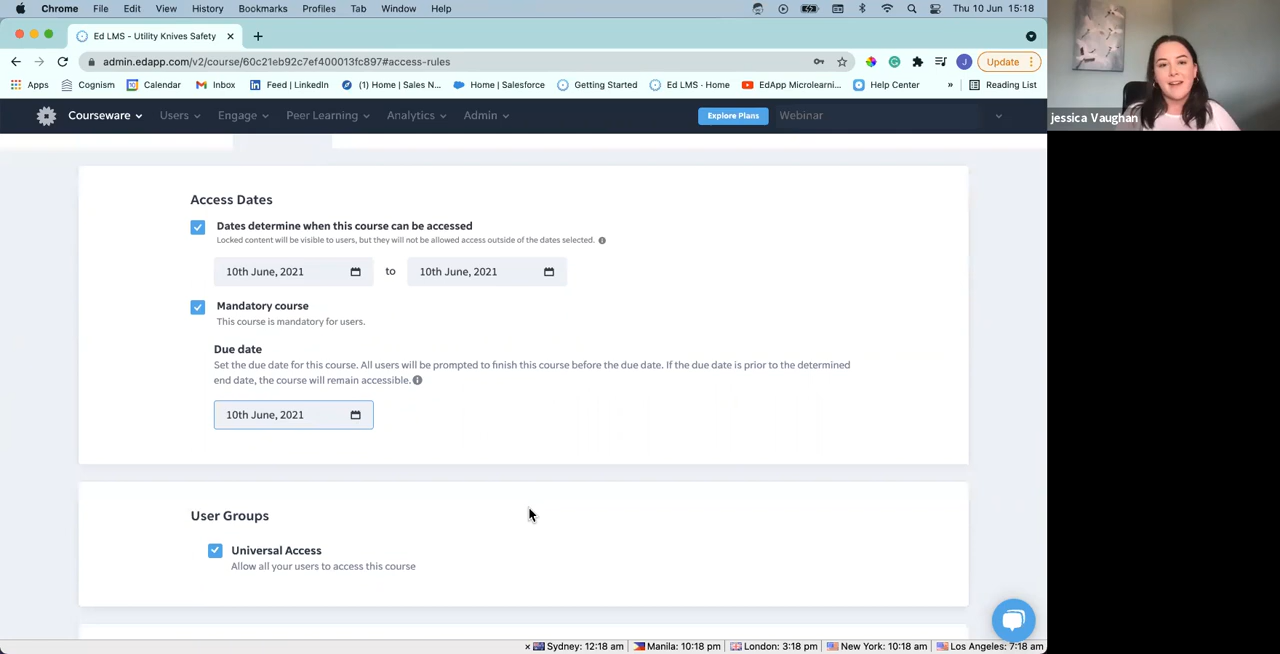 Chrome File Edit View History Bookmarks Profiles Tab Window Help Thu 10 Jun 15:18
Ed LMS - Utility Knives Safety
admin.edapp.com/v2/course/60c21eb92c7ef400013fc897#access-rules J Update
Apps Cognism Calendar Inbox Feed | LinkedIn (1) Home | Sales N... Home | Salesforce Getting Started Ed LMS · Home EdApp Microlearni... Help Center » Reading List
Courseware Users Engage Peer Learning Analytics Admin Explore Plans Webinar
jessica Vaughan
Access Dates
Dates determine when this course can be accessed
Locked content will be visible to users, but they will not be allowed access outside of the dates selected.
10th June, 2021 to 10th June, 2021
Mandatory course
This course is mandatory for users.
Due date
Set the due date for this course. All users will be prompted to finish this course before the due date. If the due date is prior to the determined
end date, the course will remain accessible.
10th June, 2021
User Groups
Universal Access
Allow all your users to access this course
× Sydney: 12:18 am Manila: 10:18 pm London: 3:18 pm New York: 10:18 am Los Angeles: 7:18 am